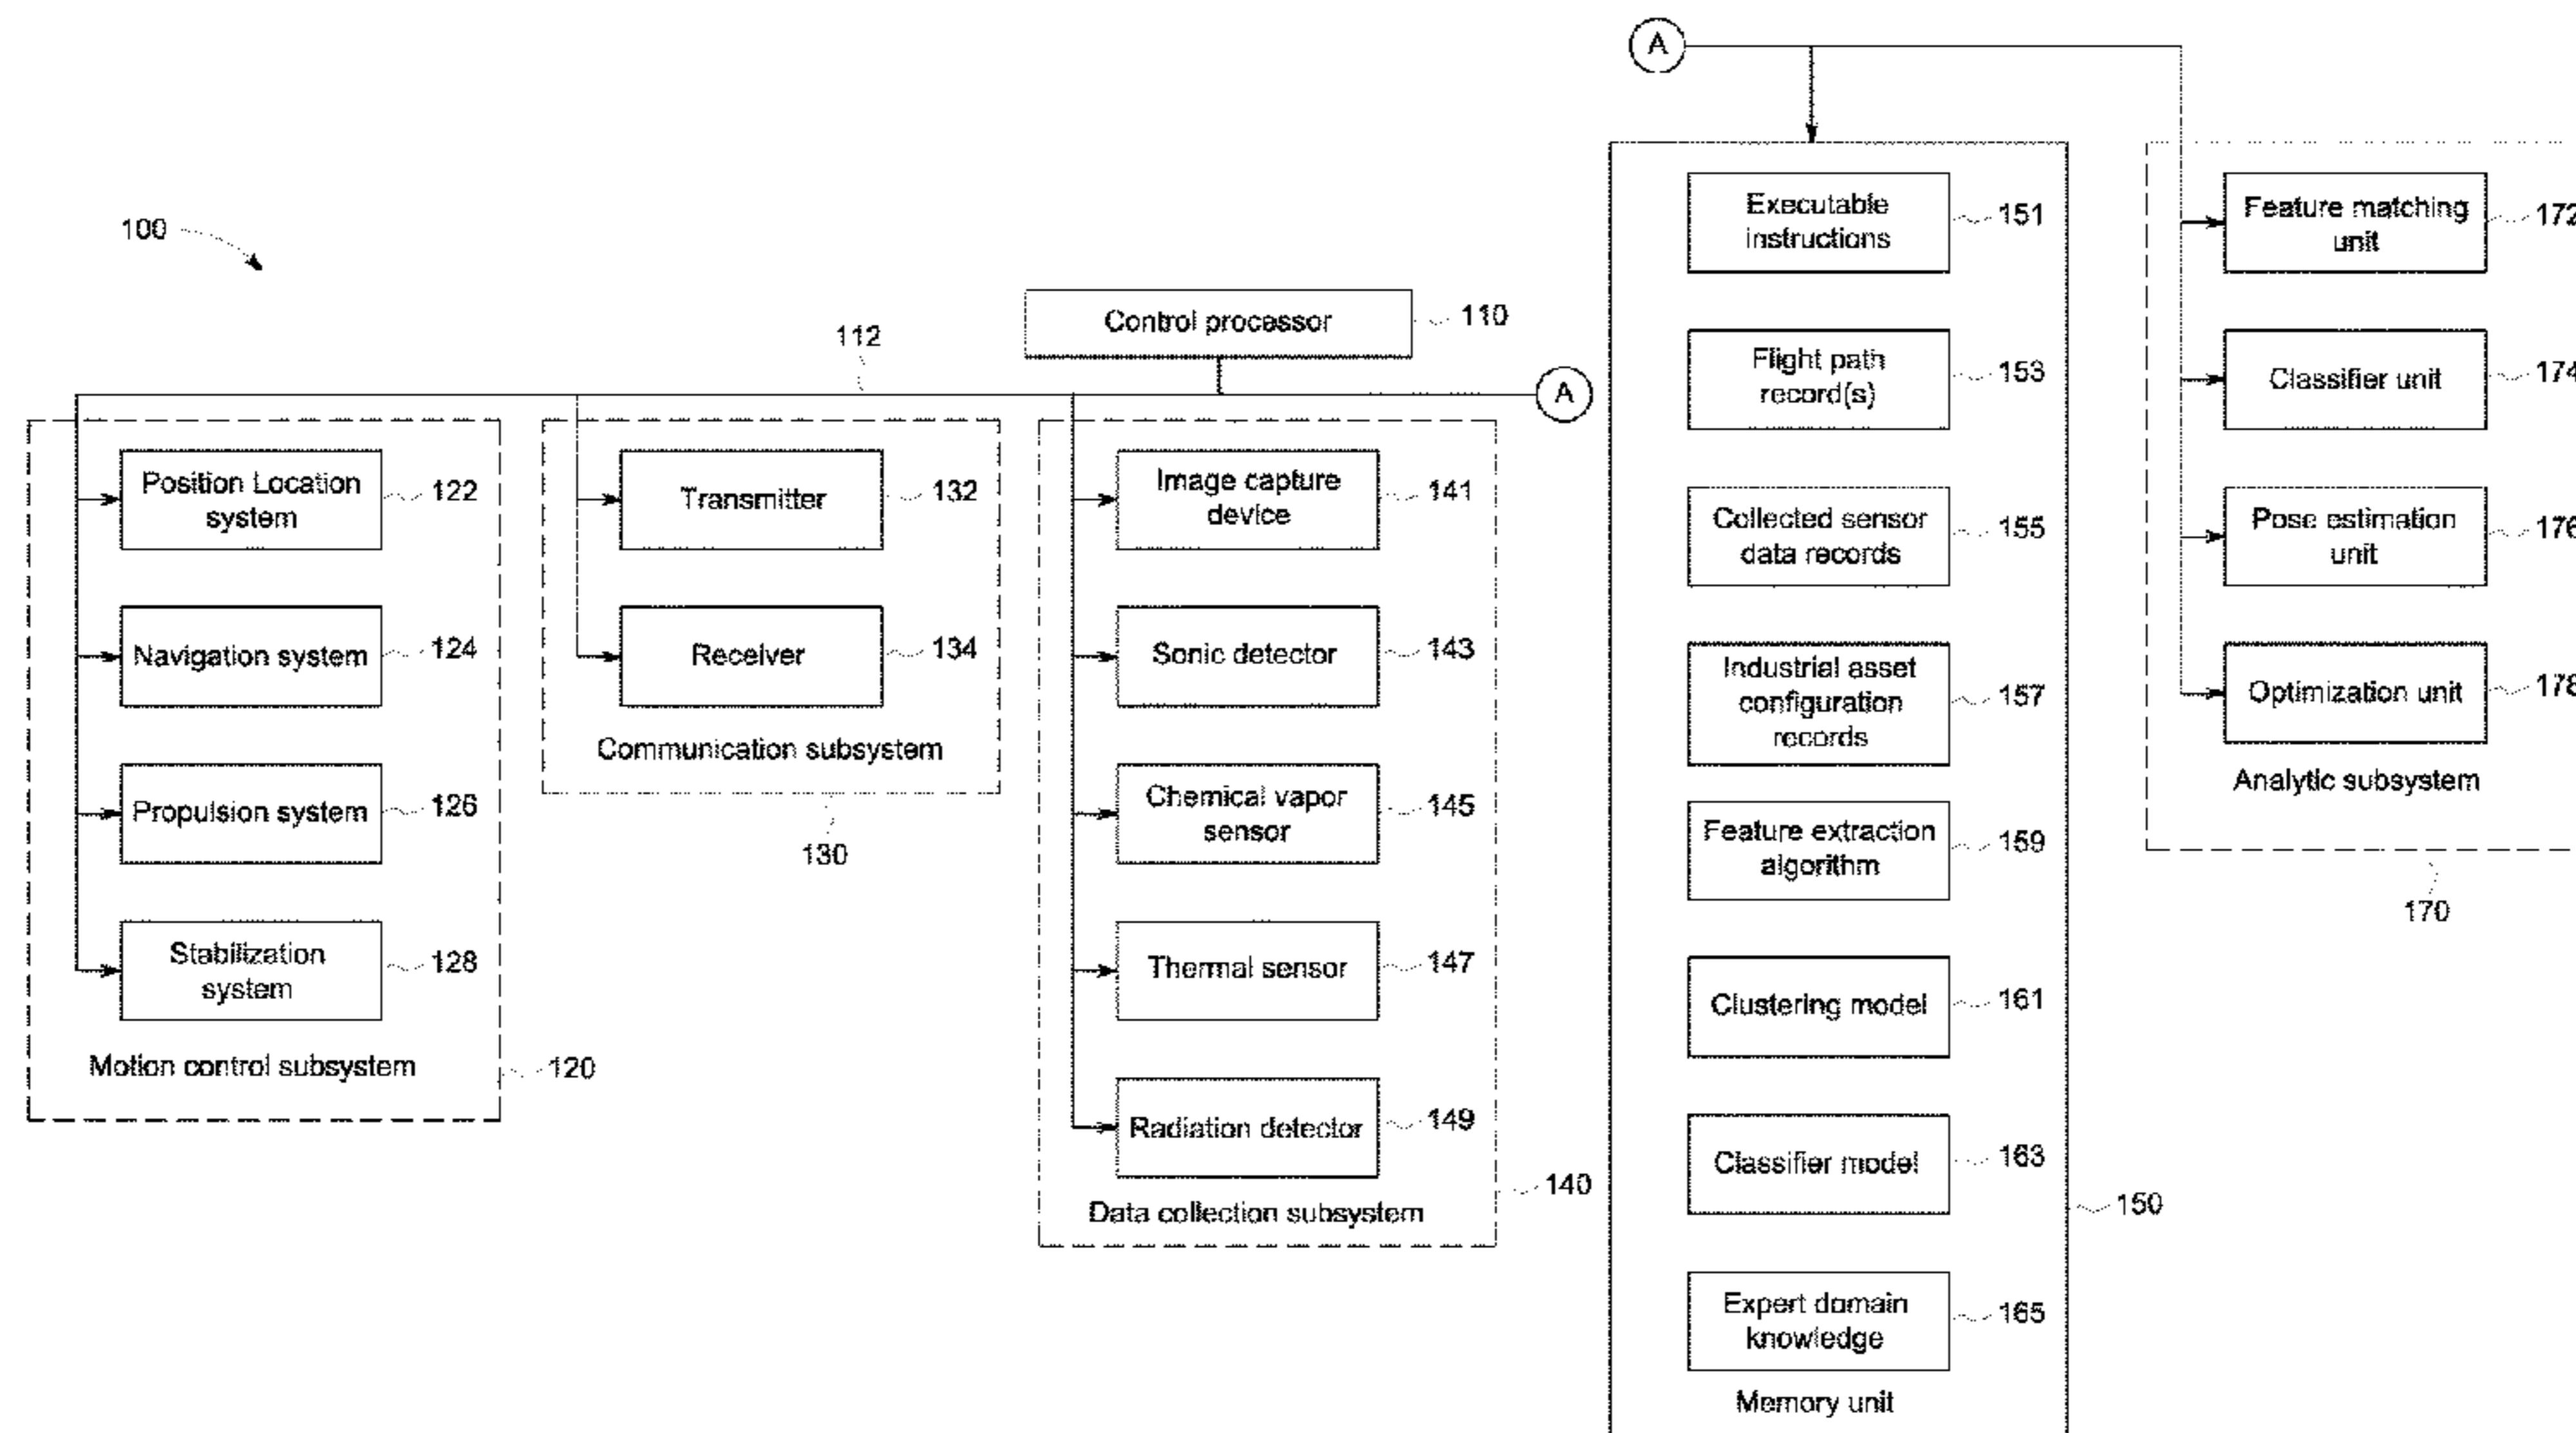 100
112
Control processor
110
A
Position Location
system
122
Navigation system
124
Propulsion system
126
Stabilization
system
128
Motion control subsystem
120
Transmitter
132
Receiver
134
Communication subsystem
130
Image capture
device
141
Sonic detector
143
Chemical vapor
sensor
145
Thermal sensor
147
Radiation detector
149
Data collection subsystem
140
A
Executable
instructions
151
Flight path
record(s)
153
Collected sensor
data records
155
Industrial asset
configuration
records
157
Feature extraction
algorithm
159
Clustering model
161
Classifier model
163
Expert domain
knowledge
165
Memory unit
150
Feature matching
unit
172
Classifier unit
174
Pose estimation
unit
176
Optimization unit
178
Analytic subsystem
170